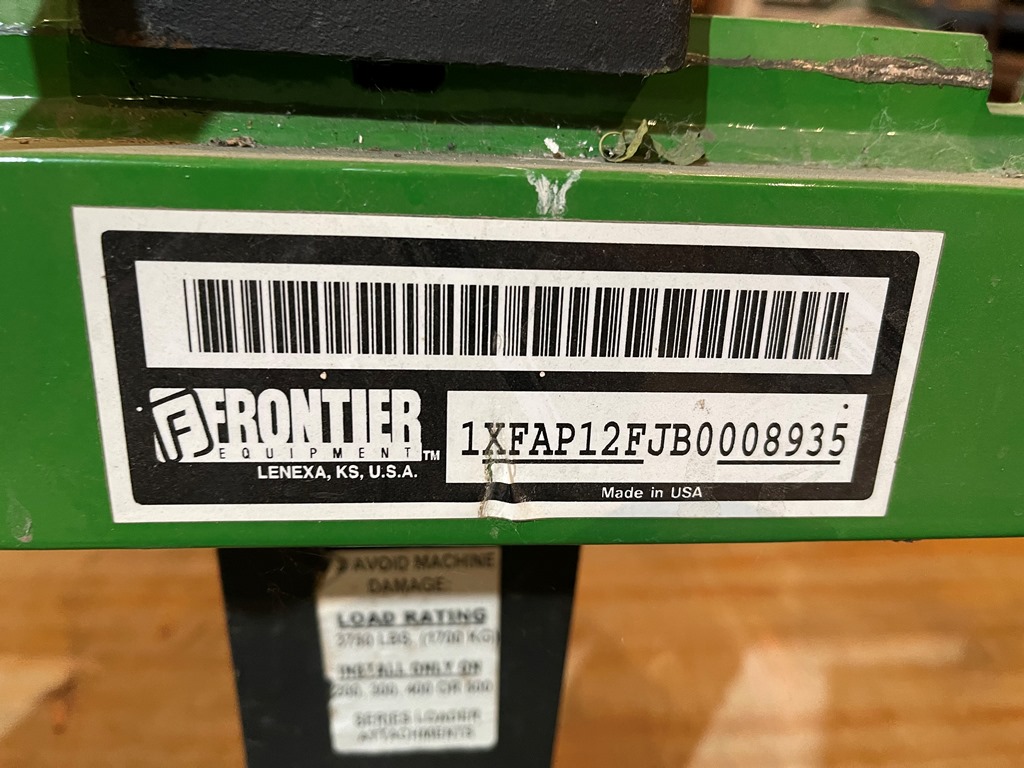 FRONTIER
EQUIPMENT™
LENEXA, KS, U.S.A.
1XFAP12FJB0008935
Made in USA
AVOID MACHINE
DAMAGE:
LOAD RATING
3750 LBS. (1700 KG)
INSTALL ONLY ON
200, 300, 400 OR 500
SERIES LOADER
ATTACHMENTS